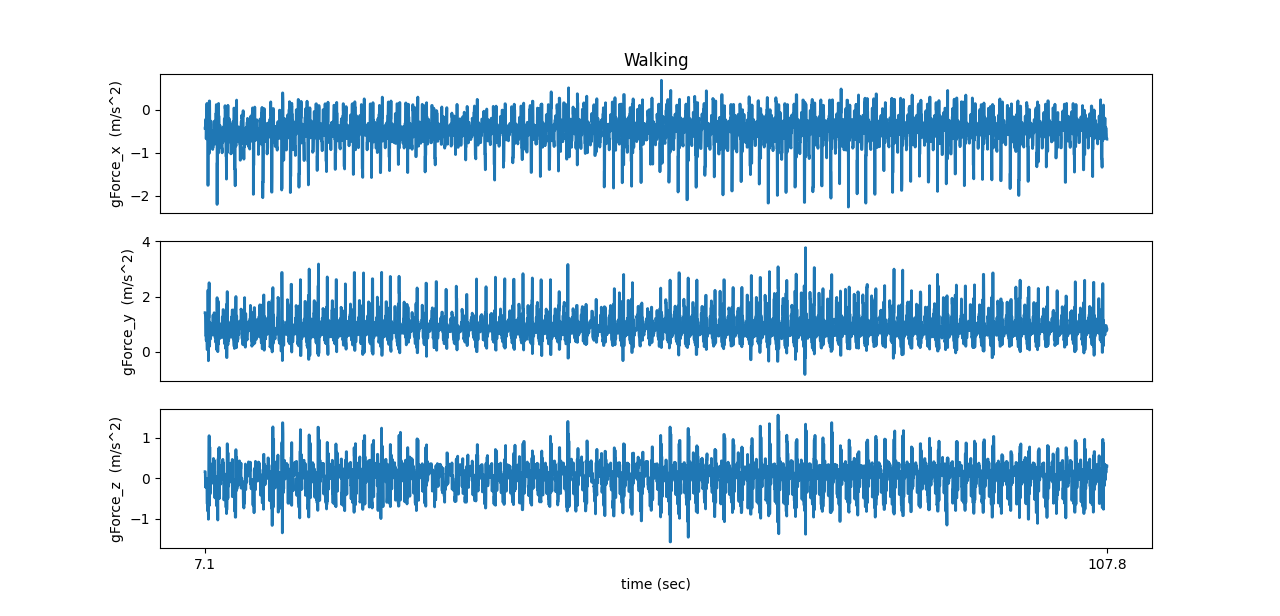 Walking
gForce_x (m/s^2)
0
−1
−2
gForce_y (m/s^2)
4
2
0
gForce_z (m/s^2)
1
0
−1
7.1
107.8
time (sec)